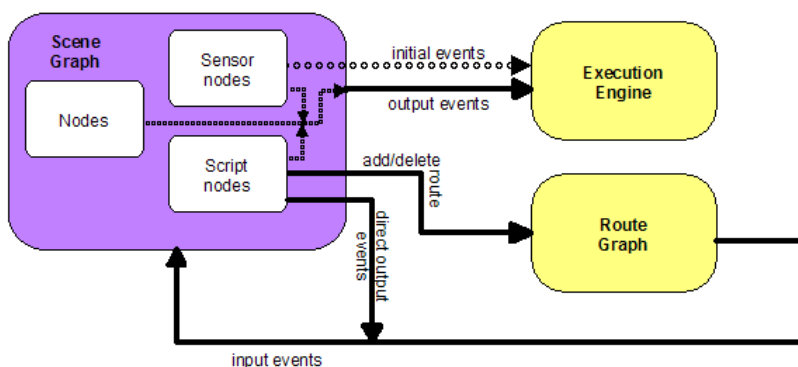 Scene
Graph
Sensor
nodes
Nodes
Script
nodes
initial events
output events
Execution
Engine
add/delete
route
direct output
events
Route
Graph
input events